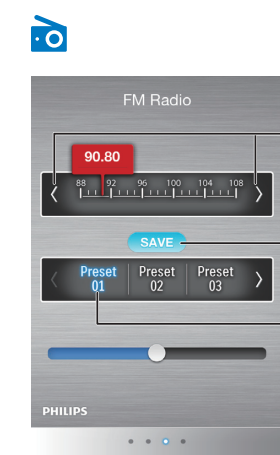 FM Radio
90.80
88 92 96 100 104 108
SAVE
Preset 01 Preset 02 Preset 03
PHILIPS